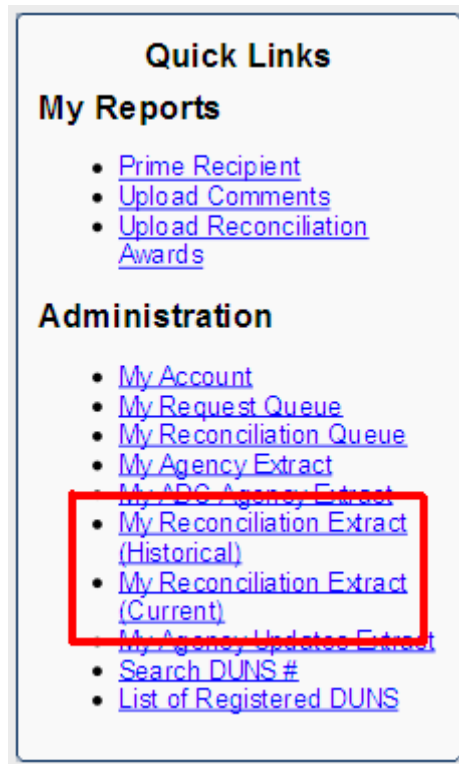 Quick Links
My Reports
Prime Recipient
Upload Comments
Upload Reconciliation
Awards
Administration
My Account
My Request Queue
My Reconciliation Queue
My Agency Extract
My ADC Agency Extract
My Reconciliation Extract
(Historical)
My Reconciliation Extract
(Current)
My Agency Updates Extract
Search DUNS #
List of Registered DUNS